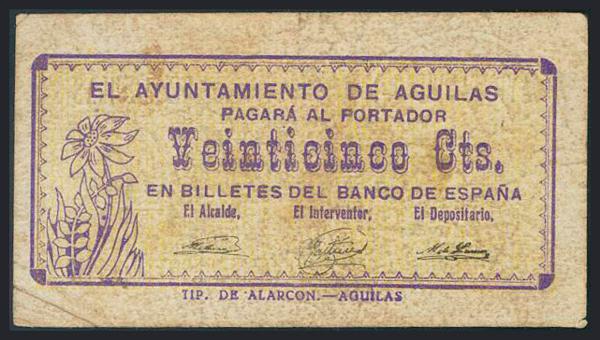 EL AYUNTAMIENTO DE AGUILAS
PAGARÁ AL PORTADOR
Veinticinco Cts.
EN BILLETES DEL BANCO DE ESPAÑA
El Alcalde, El Interventor, El Depositario,
TIP. DE ALARCON.—AGUILAS